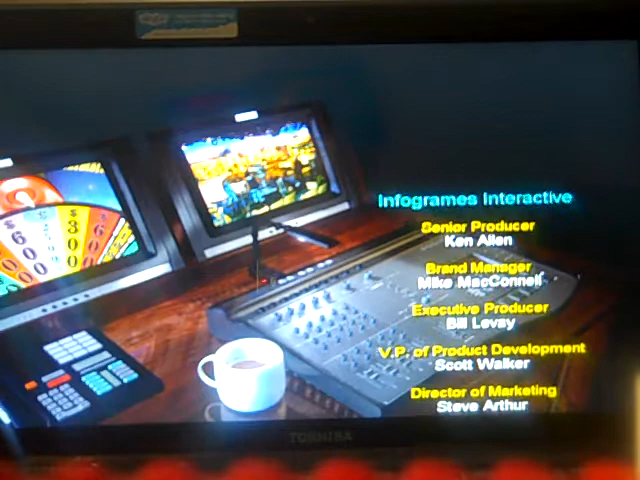 Infogrames Interactive
Senior Producer
Ken Allen
Brand Manager
Mike MacConnell
Executive Producer
Bill Levay
V.P. of Product Development
Scott Walker
Director of Marketing
Steve Arthur
600
300
TOSHIBA